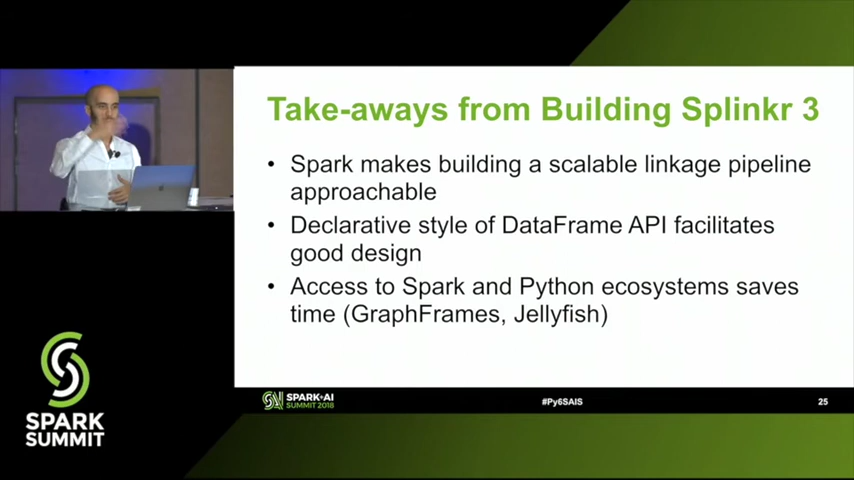 Take-aways from Building Splinkr 3
• Spark makes building a scalable linkage pipeline
approachable
• Declarative style of DataFrame API facilitates
good design
• Access to Spark and Python ecosystems saves
time (GraphFrames, Jellyfish)
SPARK+AI
SUMMIT 2018
#Py6SAIS
25
SPARK
SUMMIT